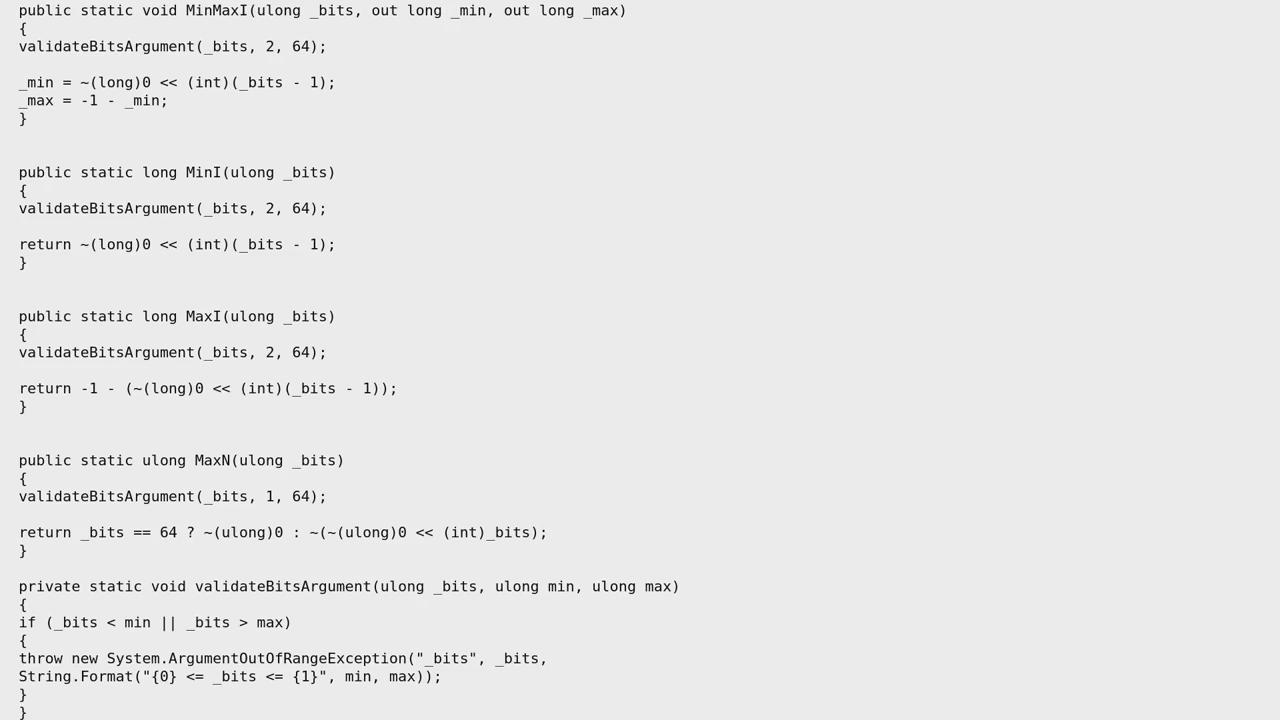 public static void MinMaxI(ulong _bits, out long _min, out long _max)
{
validateBitsArgument(_bits, 2, 64);
_min = ~(long)0 << (int)(_bits - 1);
_max = -1 - _min;
}
public static long MinI(ulong _bits)
{
validateBitsArgument(_bits, 2, 64);
return ~(long)0 << (int)(_bits - 1);
}
public static long MaxI(ulong _bits)
{
validateBitsArgument(_bits, 2, 64);
return -1 - (~(long)0 << (int)(_bits - 1));
}
public static ulong MaxN(ulong _bits)
{
validateBitsArgument(_bits, 1, 64);
return _bits == 64 ? ~(ulong)0 : ~(~(ulong)0 << (int)_bits);
}
private static void validateBitsArgument(ulong _bits, ulong min, ulong max)
{
if (_bits < min || _bits > max)
{
throw new System.ArgumentOutOfRangeException("_bits", _bits,
String.Format("{0} <= _bits <= {1}", min, max));
}
}